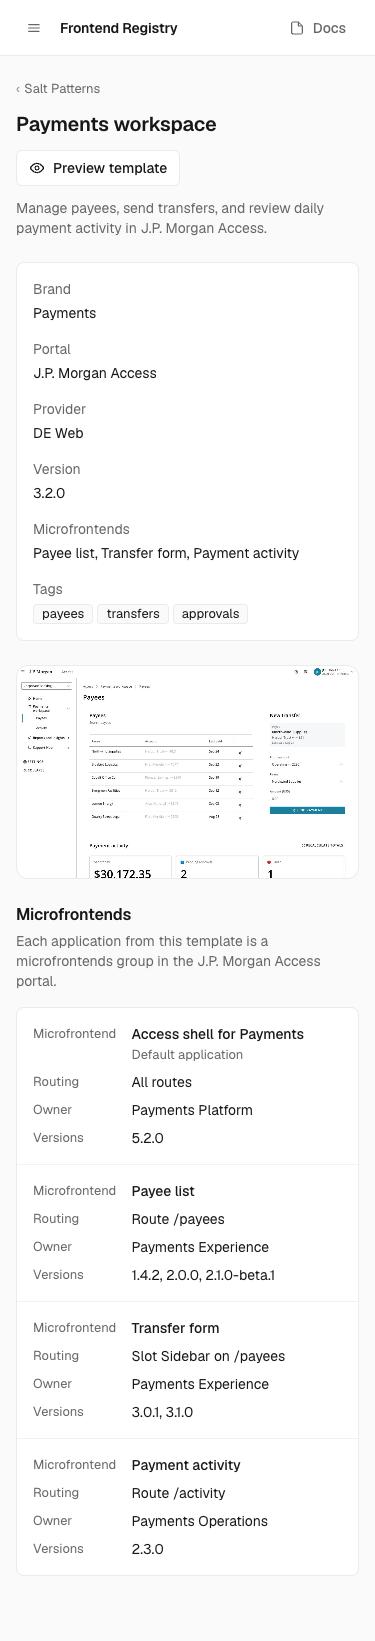 Frontend Registry
Docs
‹ Salt Patterns
Payments workspace
Preview template
Manage payees, send transfers, and review daily
payment activity in J.P. Morgan Access.
Brand
Payments
Portal
J.P. Morgan Access
Provider
DE Web
Version
3.2.0
Microfrontends
Payee list, Transfer form, Payment activity
Tags
payees transfers approvals
J.P. Morgan
Payees
Payees
New transfer
Payment activity
$30,172.35 2 1
Microfrontends
Each application from this template is a
microfrontends group in the J.P. Morgan Access
portal.
Microfrontend Access shell for Payments
Default application
Routing All routes
Owner Payments Platform
Versions 5.2.0
Microfrontend Payee list
Routing Route /payees
Owner Payments Experience
Versions 1.4.2, 2.0.0, 2.1.0-beta.1
Microfrontend Transfer form
Routing Slot Sidebar on /payees
Owner Payments Experience
Versions 3.0.1, 3.1.0
Microfrontend Payment activity
Routing Route /activity
Owner Payments Operations
Versions 2.3.0